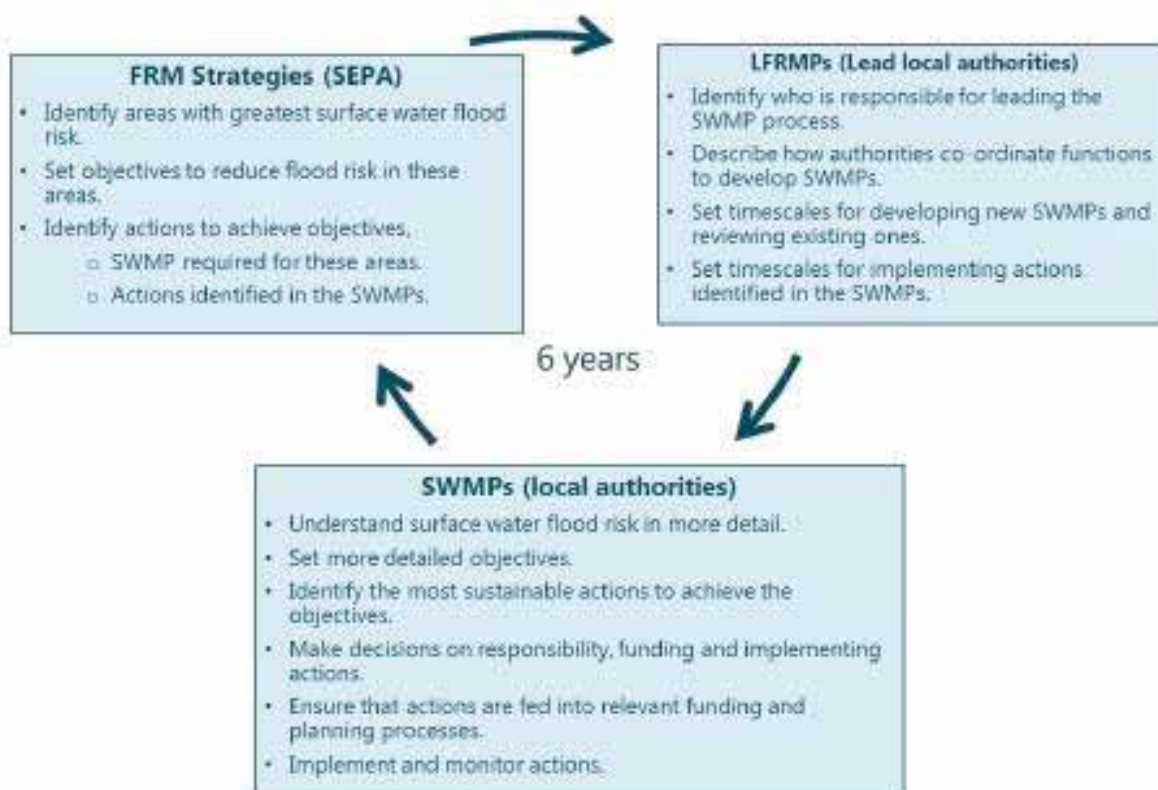 FRM Strategies (SEPA)
• Identify areas with greatest surface water flood
risk.
• Set objectives to reduce flood risk in these
areas.
• Identify actions to achieve objectives,
▫ SWMP required for these areas.
▫ Actions identified in the SWMPs.
LFRMPs (Lead local authorities)
• Identify who is responsible for leading the
SWMP process.
• Describe how authorities co-ordinate functions
to develop SWMPs.
• Set timescales for developing new SWMPs and
reviewing existing ones.
• Set timescales for implementing actions
identified in the SWMPs.
6 years
SWMPs (local authorities)
• Understand surface water flood risk in more detail.
• Set more detailed objectives.
• Identify the most sustainable actions to achieve the
objectives.
• Make decisions on responsibility, funding and implementing
actions.
• Ensure that actions are fed into relevant funding and
planning processes.
• Implement and monitor actions.